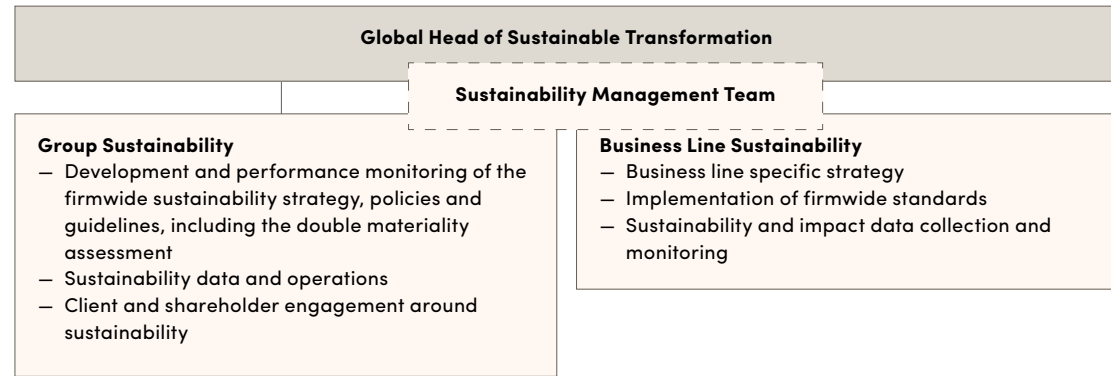 Global Head of Sustainable Transformation
Sustainability Management Team
Group Sustainability
— Development and performance monitoring of the
firmwide sustainability strategy, policies and
guidelines, including the double materiality
assessment
— Sustainability data and operations
— Client and shareholder engagement around
sustainability
Business Line Sustainability
— Business line specific strategy
— Implementation of firmwide standards
— Sustainability and impact data collection and
monitoring